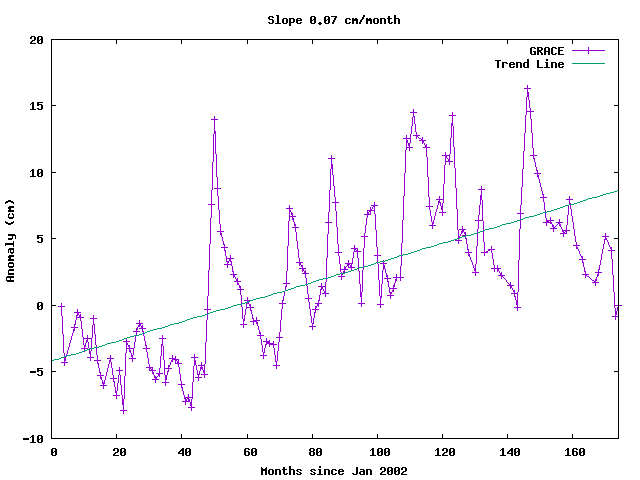 Slope 0.07 cm/month
GRACE
Trend Line
20
15
10
5
0
-5
-10
Anomaly (cm)
0 20 40 60 80 100 120 140 160
Months since Jan 2002